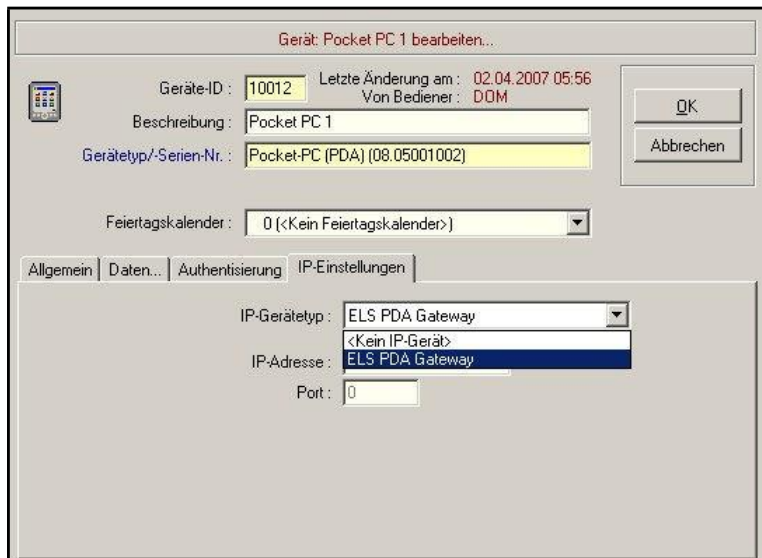 Gerät: Pocket PC 1 bearbeiten...
Geräte-ID : 10012 Letzte Änderung am : 02.04.2007 05:56
Von Bediener : DOM
OK
Beschreibung : Pocket PC 1
Abbrechen
Gerätetyp/-Serien-Nr. : Pocket-PC (PDA) (08.05001002)
Feiertagskalender : 0 (<Kein Feiertagskalender>)
Allgemein Daten... Authentisierung IP-Einstellungen
IP-Gerätetyp : ELS PDA Gateway
<Kein IP-Gerät>
IP-Adresse : ELS PDA Gateway
Port : 0